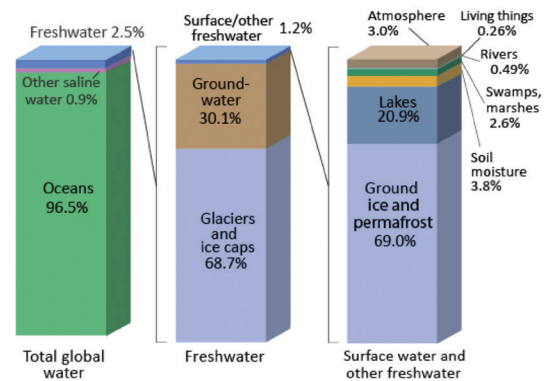 Freshwater 2.5%
Other saline
water 0.9%
Oceans
96.5%
Total global
water
Surface/other
freshwater
1.2%
Ground-
water
30.1%
Glaciers
and
ice caps
68.7%
Freshwater
Atmosphere
3.0%
Living things
0.26%
Rivers
0.49%
Swamps,
marshes
2.6%
Soil
moisture
3.8%
Lakes
20.9%
Ground
ice and
permafrost
69.0%
Surface water and
other freshwater